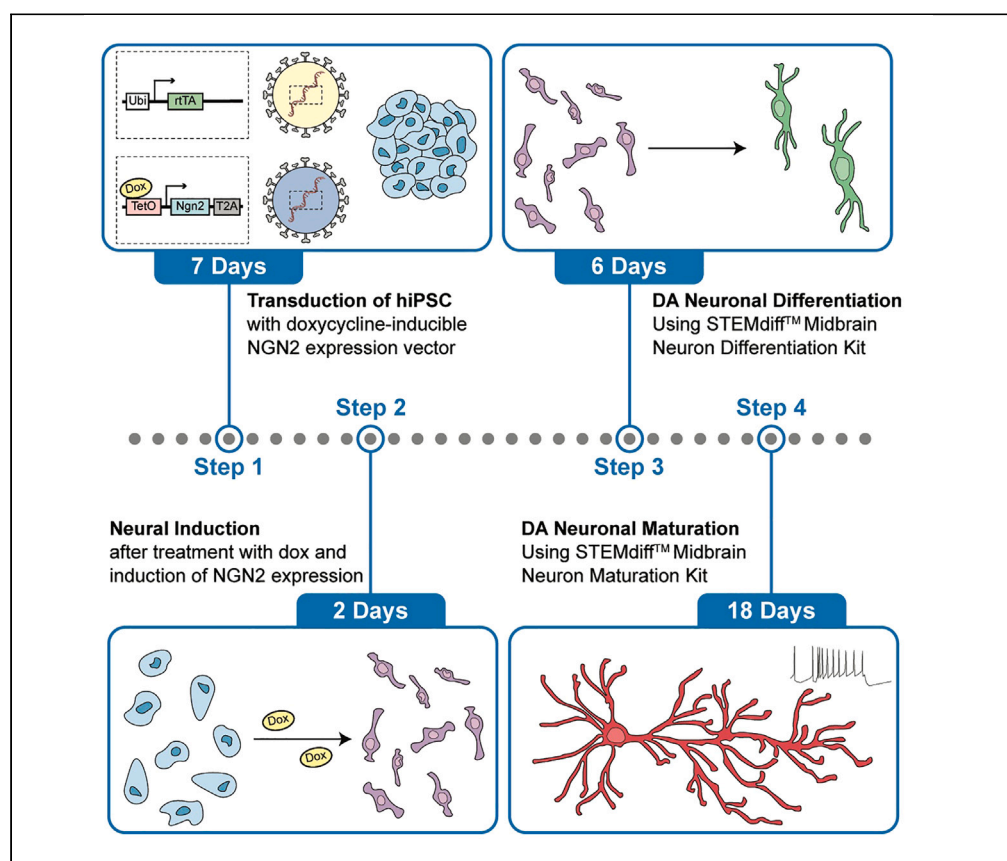 Ubi
rtTA
Dox
TetO
Ngn2
T2A
7 Days
6 Days
Transduction of hiPSC
with doxycycline-inducible
NGN2 expression vector
DA Neuronal Differentiation
Using STEMdiff™ Midbrain
Neuron Differentiation Kit
Step 2
Step 4
Step 1
Step 3
Neural Induction
after treatment with dox and
induction of NGN2 expression
DA Neuronal Maturation
Using STEMdiff™ Midbrain
Neuron Maturation Kit
2 Days
18 Days
Dox
Dox